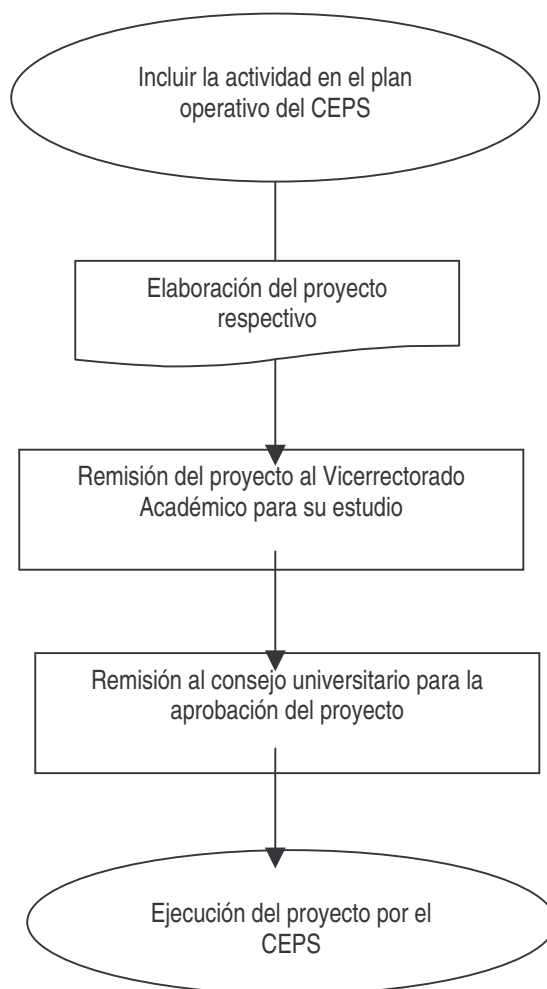 Incluir la actividad en el plan
operativo del CEPS
Elaboración del proyecto
respectivo
Remisión del proyecto al Vicerrectorado
Académico para su estudio
Remisión al consejo universitario para la
aprobación del proyecto
Ejecución del proyecto por el
CEPS